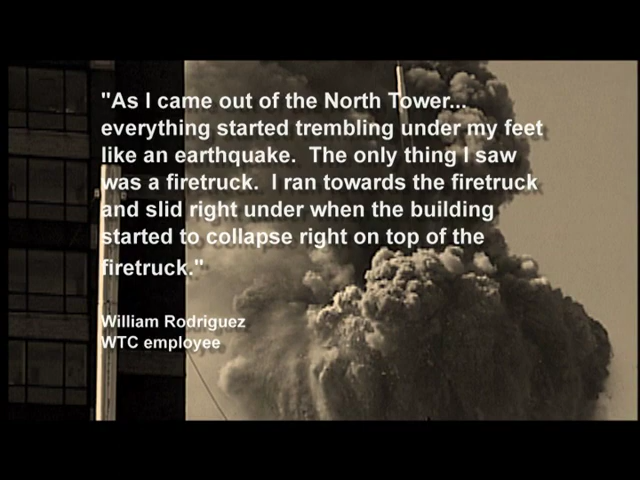 "As I came out of the North Tower...
everything started trembling under my feet
like an earthquake.  The only thing I saw
was a firetruck.  I ran towards the firetruck
and slid right under when the building
started to collapse right on top of the
firetruck."
William Rodriguez
WTC employee